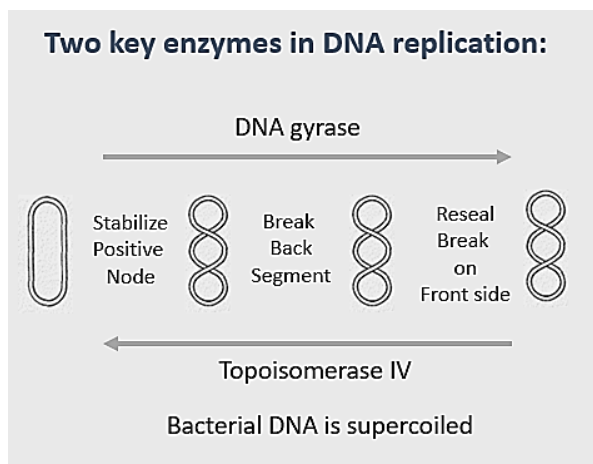 Two key enzymes in DNA replication:
DNA gyrase
Stabilize
Positive
Node
Break
Back
Segment
Reseal
Break
on
Front side
Topoisomerase IV
Bacterial DNA is supercoiled